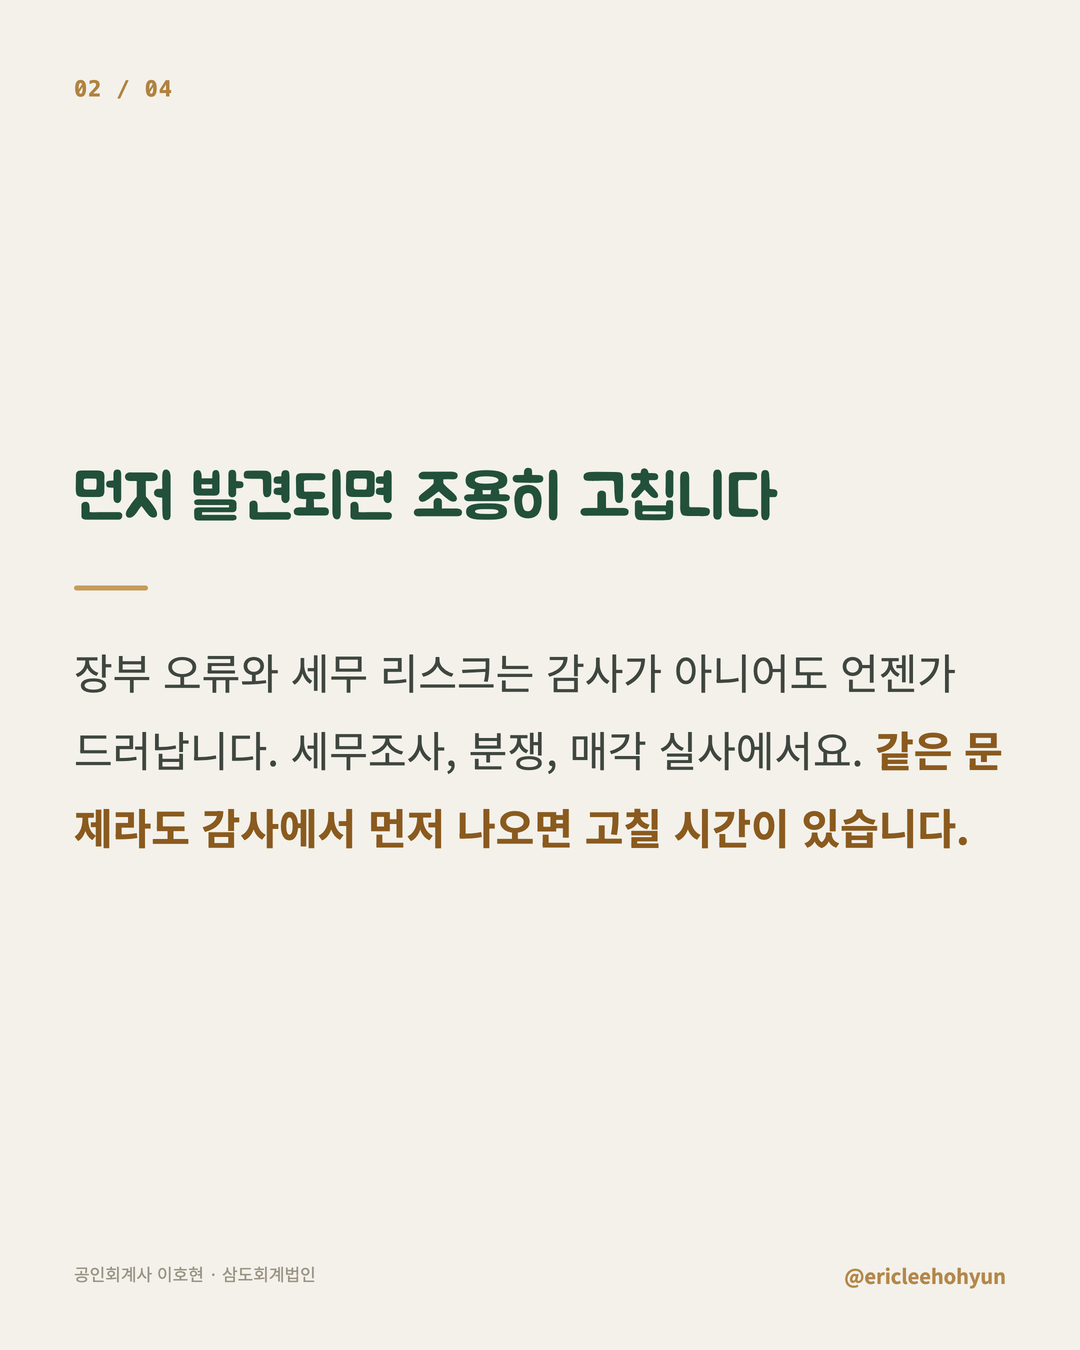 02 / 04
먼저 발견되면 조용히 고칩니다
장부 오류와 세무 리스크는 감사가 아니어도 언젠가
드러납니다. 세무조사, 분쟁, 매각 실사에서요. 같은 문
제라도 감사에서 먼저 나오면 고칠 시간이 있습니다.
공인회계사 이호현 · 삼도회계법인
@ericleehohyun